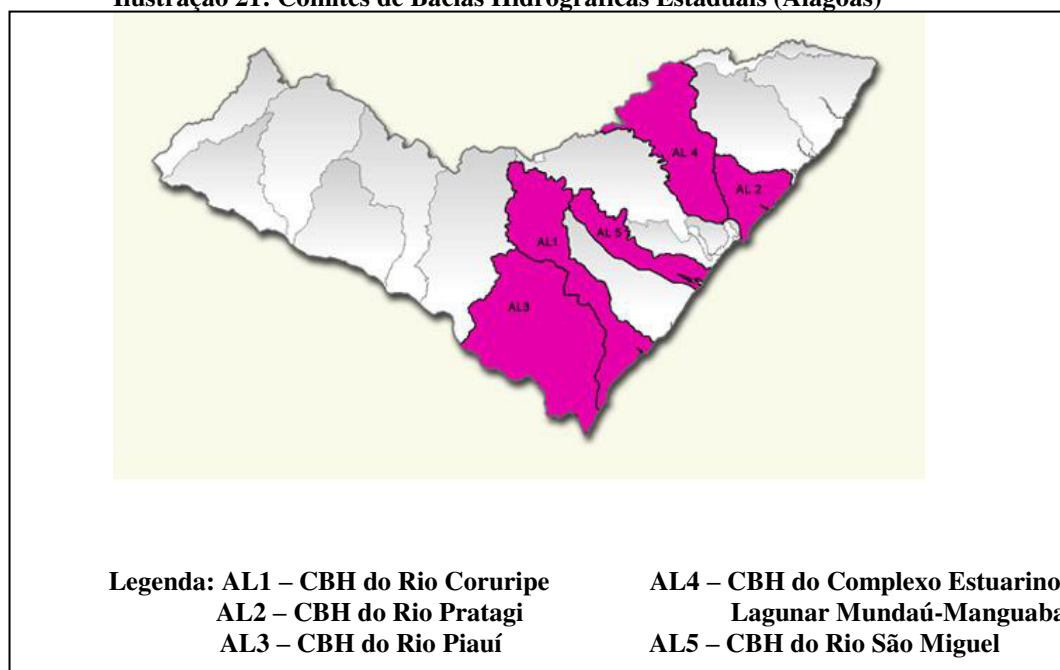 Ilustração 21: Comitês de Bacias Hidrográficas Estaduais (Alagoas)
AL 4
AL 2
AL1
AL 5
AL3
Legenda: AL1 – CBH do Rio Coruripe
AL2 – CBH do Rio Pratagi
AL3 – CBH do Rio Piauí
AL4 – CBH do Complexo Estuarino
Lagunar Mundaú-Manguaba
AL5 – CBH do Rio São Miguel